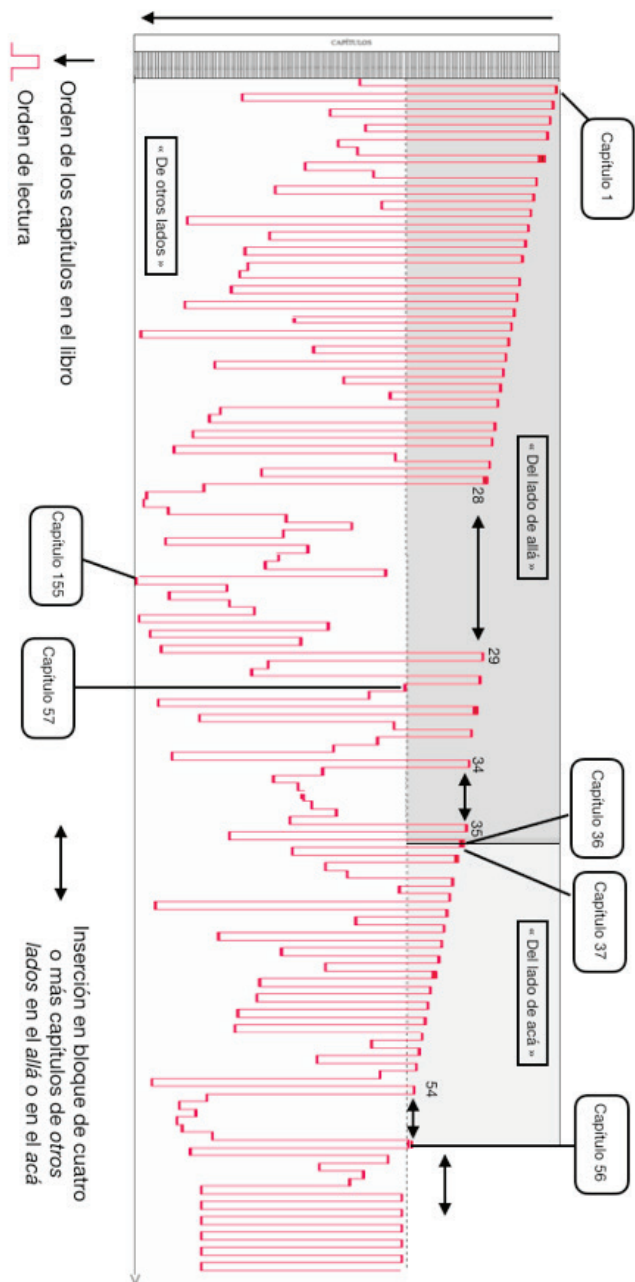 CAPÍTULOS
Capítulo 1
« De otros lados »
« Del lado de allá »
28
29
34
35
Capítulo 155
Capítulo 57
Capítulo 36
Capítulo 37
« Del lado de acá »
54
Capítulo 56
Orden de los capítulos en el libro
Orden de lectura
Inserción en bloque de cuatro
o más capítulos de otros
lados en el allá o en el acá